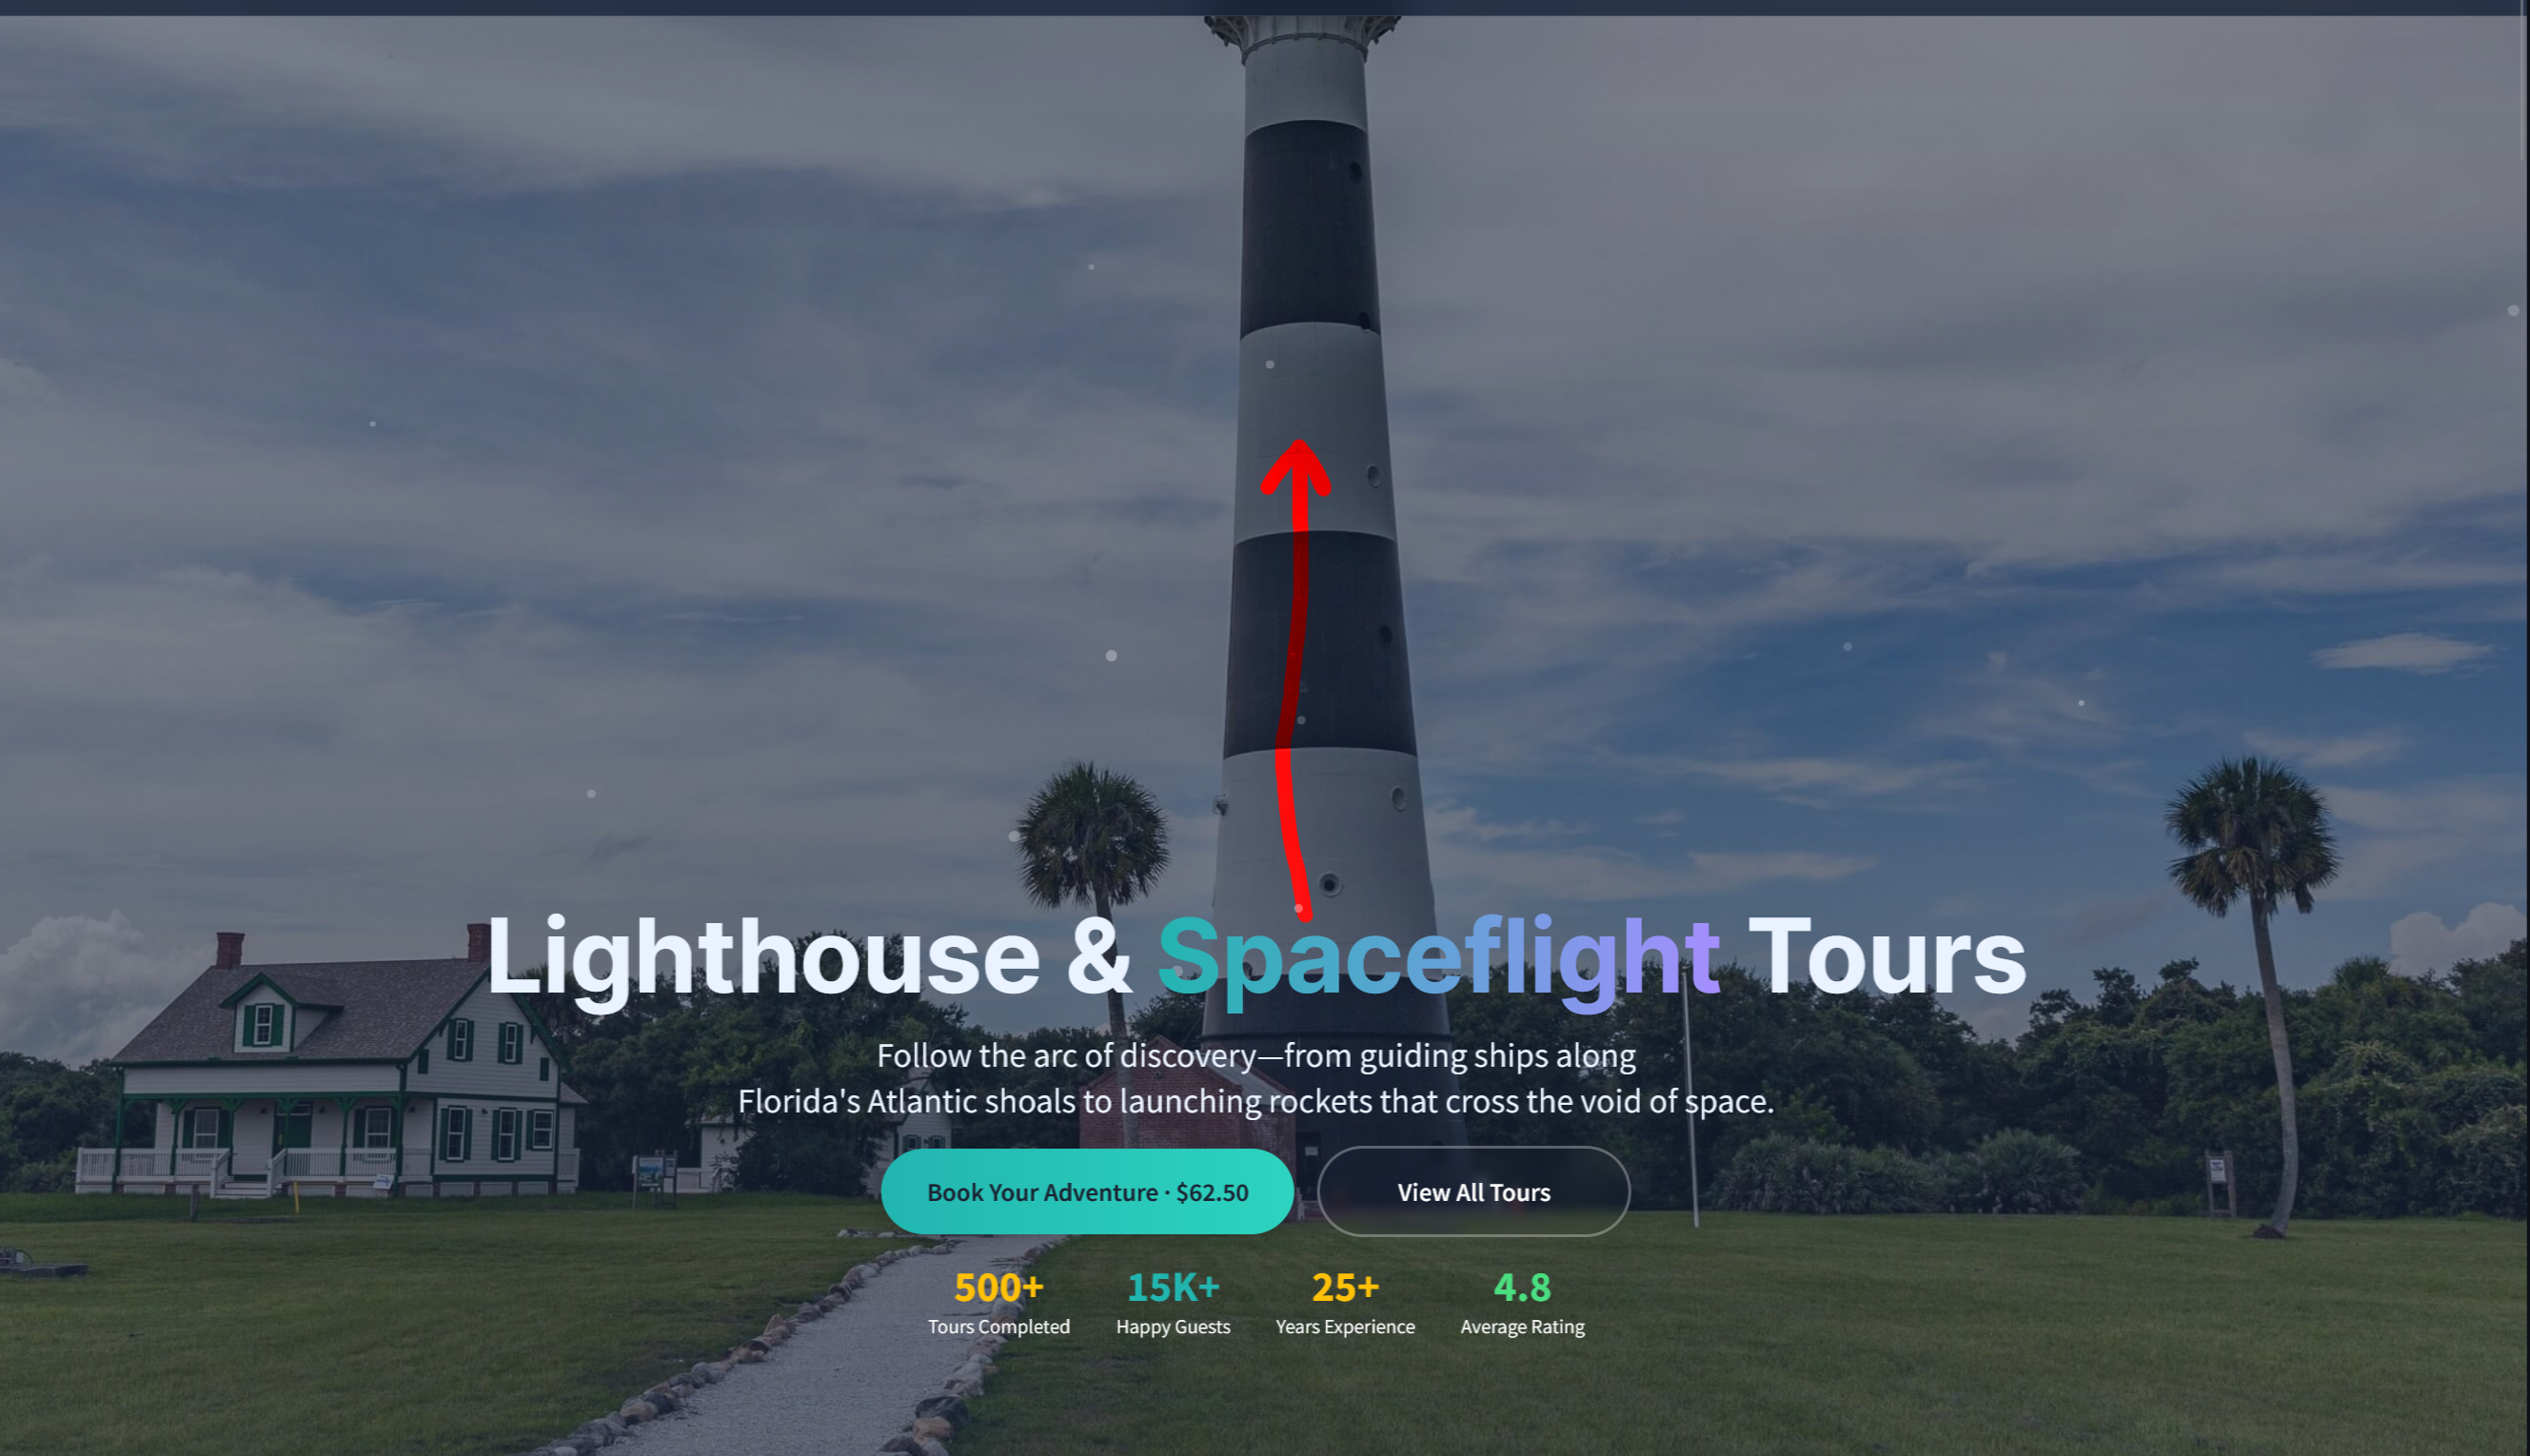 Lighthouse & Spaceflight Tours
Follow the arc of discovery—from guiding ships along
Florida's Atlantic shoals to launching rockets that cross the void of space.
Book Your Adventure · $62.50
View All Tours
500+
15K+
25+
4.8
Tours Completed
Happy Guests
Years Experience
Average Rating